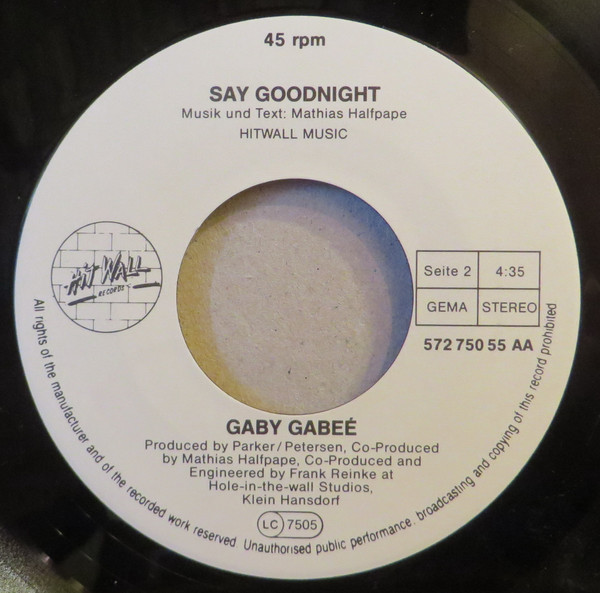 45 rpm
SAY GOODNIGHT
Musik und Text: Mathias Halfpape
HITWALL MUSIC
HIT WALL
RECORDS
Seite 2
4:35
GEMA
STEREO
572 750 55 AA
GABY GABEÉ
Produced by Parker/Petersen, Co-Produced
by Mathias Halfpape, Co-Produced and
Engineered by Frank Reinke at
Hole-in-the-wall Studios,
Klein Hansdorf
LC 7505
All rights of the manufacturer and of the recorded work reserved. Unauthorised public performance, broadcasting and copying of this record prohibited